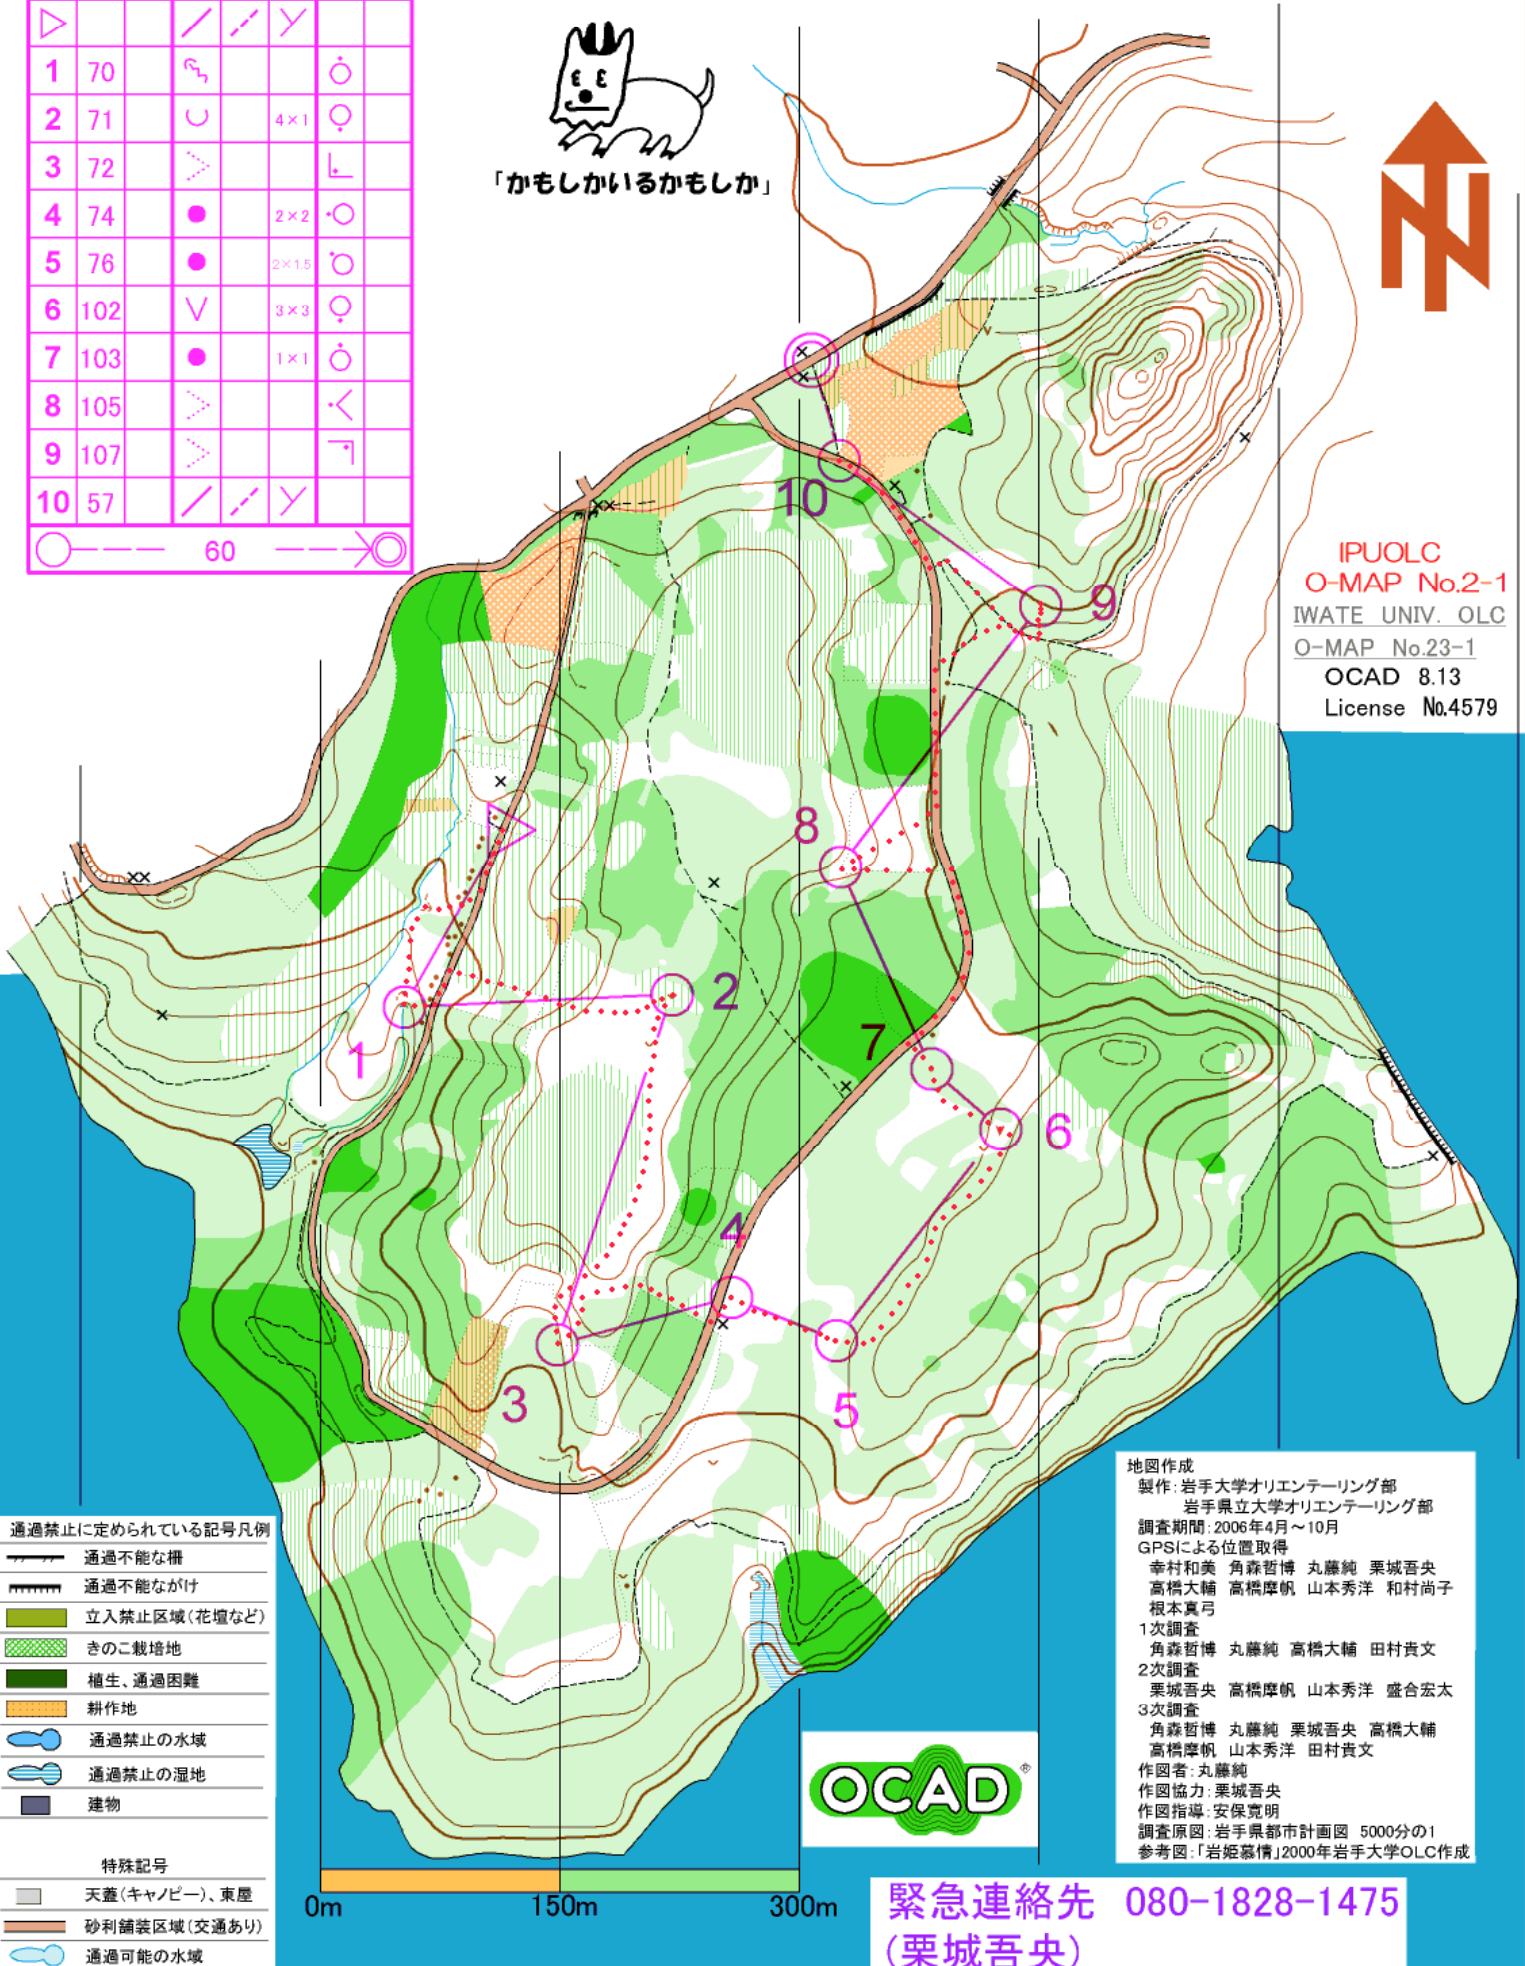 1 70
2 71 4×1
3 72
4 74 2×2
5 76 2×1.5
6 102 3×3
7 103 1×1
8 105
9 107
10 57
60
「かもしかいるかもしか」
N
IPUOLC
O-MAP No.2-1
IWATE UNIV. OLC
O-MAP No.23-1
OCAD 8.13
License №4579
10
9
8
2
7
1
6
4
3
5
通過禁止に定められている記号凡例
通過不能な柵
通過不能ながけ
立入禁止区域(花壇など)
きのこ栽培地
植生、通過困難
耕作地
通過禁止の水域
通過禁止の湿地
建物
特殊記号
天蓋(キャノピー)、東屋
砂利舗装区域(交通あり)
通過可能の水域
0m 150m 300m
OCAD®
地図作成
製作:岩手大学オリエンテーリング部
岩手県立大学オリエンテーリング部
調査期間:2006年4月～10月
GPSによる位置取得
幸村和美 角森哲博 丸藤純 栗城吾央
高橋大輔 高橋摩帆 山本秀洋 和村尚子
根本真弓
1次調査
角森哲博 丸藤純 高橋大輔 田村貴文
2次調査
栗城吾央 高橋摩帆 山本秀洋 盛合宏太
3次調査
角森哲博 丸藤純 栗城吾央 高橋大輔
高橋摩帆 山本秀洋 田村貴文
作図者:丸藤純
作図協力:栗城吾央
作図指導:安保寛明
調査原図:岩手県都市計画図 5000分の1
参考図:「岩姫慕情」2000年岩手大学OLC作成
緊急連絡先 080-1828-1475
(栗城吾央)